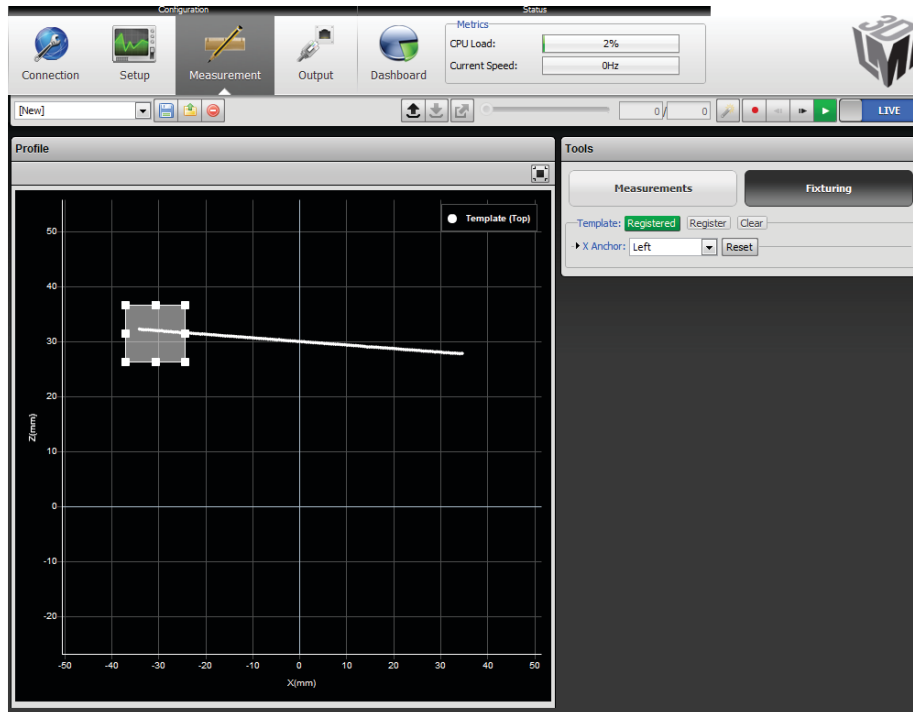 Configuration
Status
Connection
Setup
Measurement
Output
Dashboard
Metrics
CPU Load: 2%
Current Speed: 0Hz
3D
LMI
[New]
0/ 0
LIVE
Profile
Tools
Measurements
Fixturing
Template: Registered Register Clear
X Anchor: Left Reset
Template (Top)
50
40
30
20
10
0
-10
-20
Z(mm)
-50 -40 -30 -20 -10 0 10 20 30 40 50
X(mm)